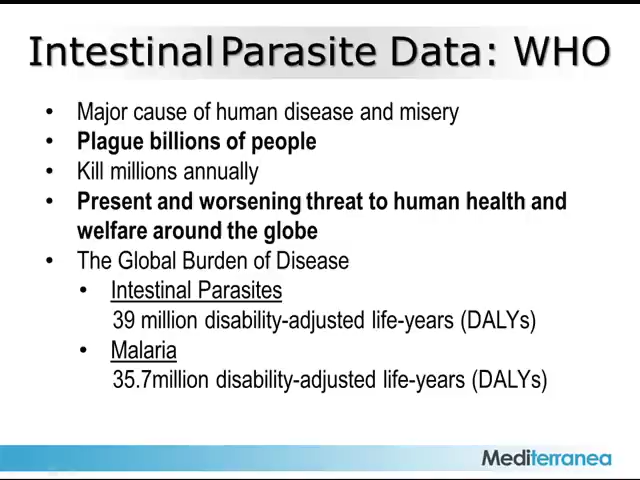 Intestinal Parasite Data: WHO
• Major cause of human disease and misery
• Plague billions of people
• Kill millions annually
• Present and worsening threat to human health and
welfare around the globe
• The Global Burden of Disease
• Intestinal Parasites
39 million disability-adjusted life-years (DALYs)
• Malaria
35.7million disability-adjusted life-years (DALYs)
Mediterranea